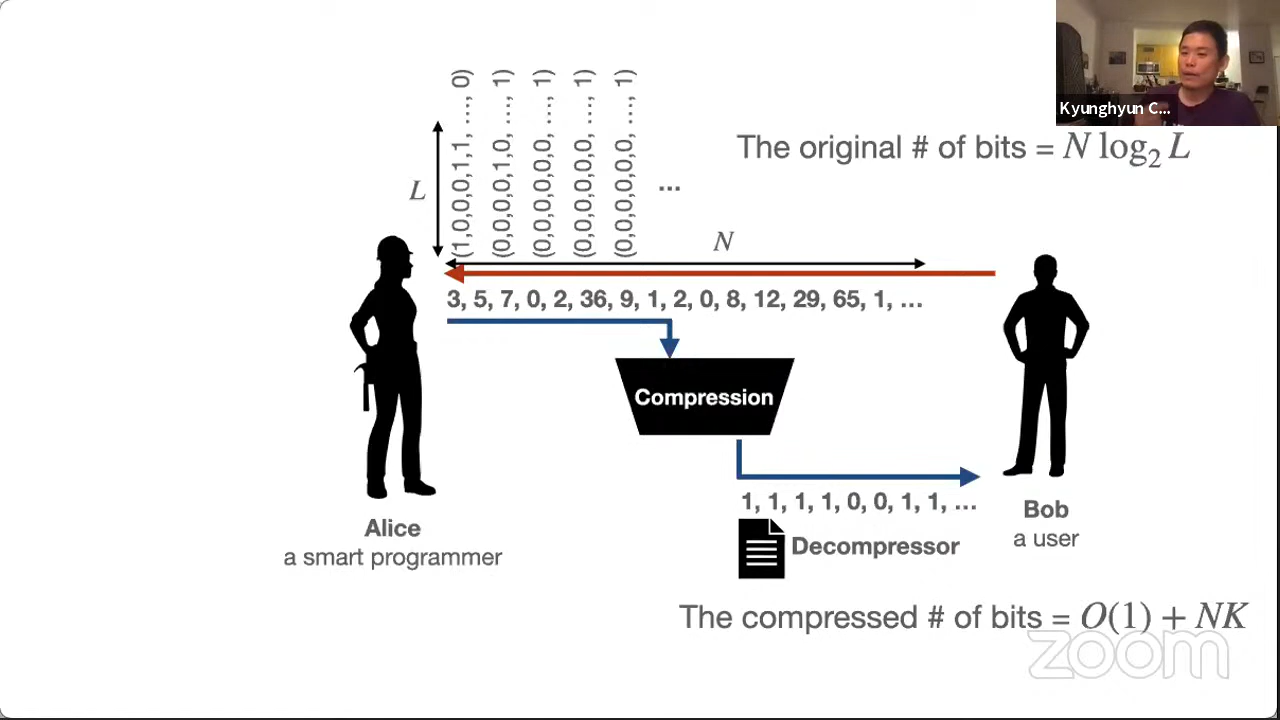 Kyunghyun C...
(1,0,0,0,1,1, ..., 0)
(0,0,0,0,1,0, ..., 1)
(0,0,0,0,0,0, ..., 1)
(0,0,0,0,0,0, ..., 1)
(0,0,0,0,0,0, ..., 1)
...
The original # of bits = N log₂ L
L
N
3, 5, 7, 0, 2, 36, 9, 1, 2, 0, 8, 12, 29, 65, 1, ...
Compression
1, 1, 1, 1, 0, 0, 1, 1, ...
Decompressor
Alice
a smart programmer
Bob
a user
The compressed # of bits = O(1) + NK
zoom